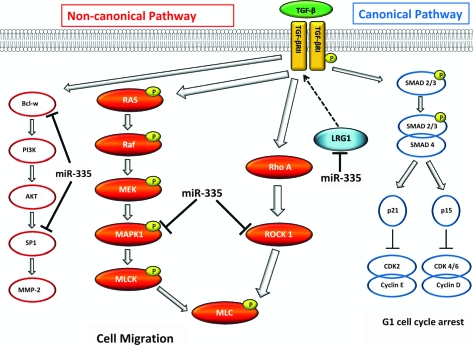 Non-canonical Pathway
TGF-β
Canonical Pathway
TGF-βRII
TGF-βRI
P
Bcl-w
PI3K
AKT
SP1
MMP-2
miR-335
RAS
P
Raf
P
MEK
P
MAPK1
P
MLCK
P
miR-335
Rho A
ROCK 1
MLC
P
LRG1
miR-335
SMAD 2/3
P
SMAD 2/3
P
SMAD 4
p21
p15
CDK2
Cyclin E
CDK 4/6
Cyclin D
Cell Migration
G1 cell cycle arrest